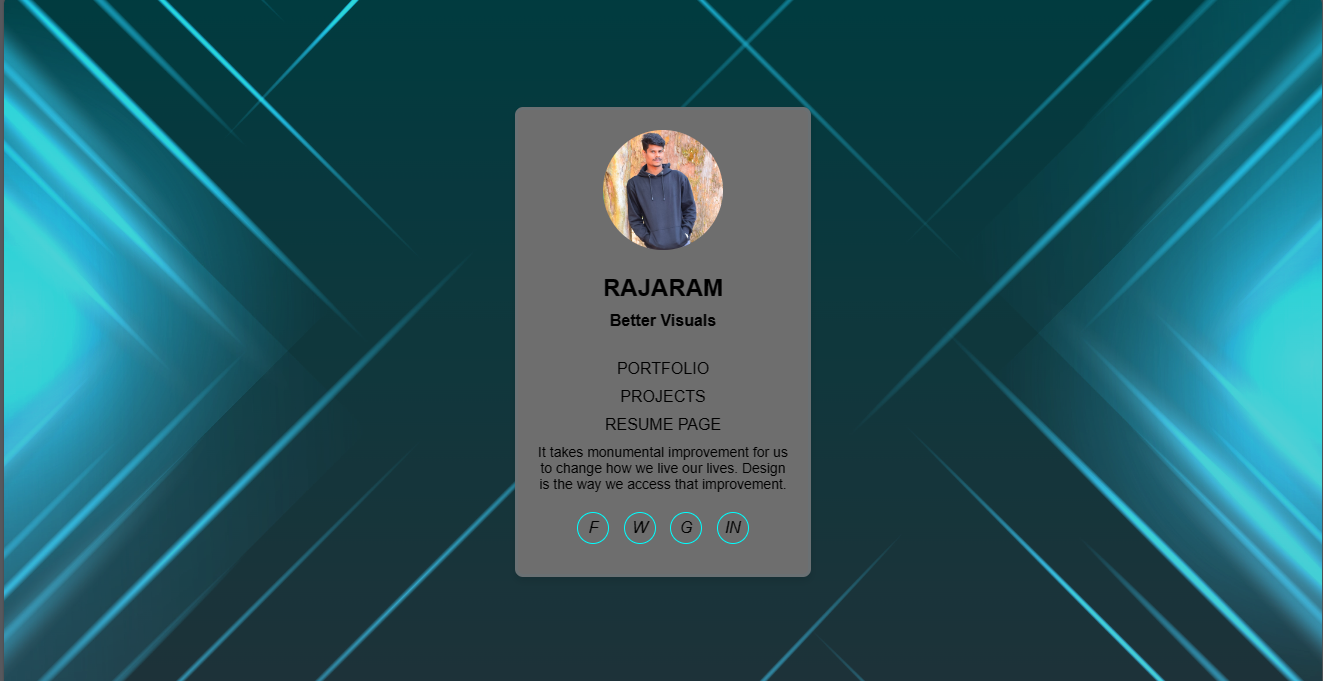 RAJARAM
Better Visuals
PORTFOLIO
PROJECTS
RESUME PAGE
It takes monumental improvement for us
to change how we live our lives. Design
is the way we access that improvement.
F W G IN